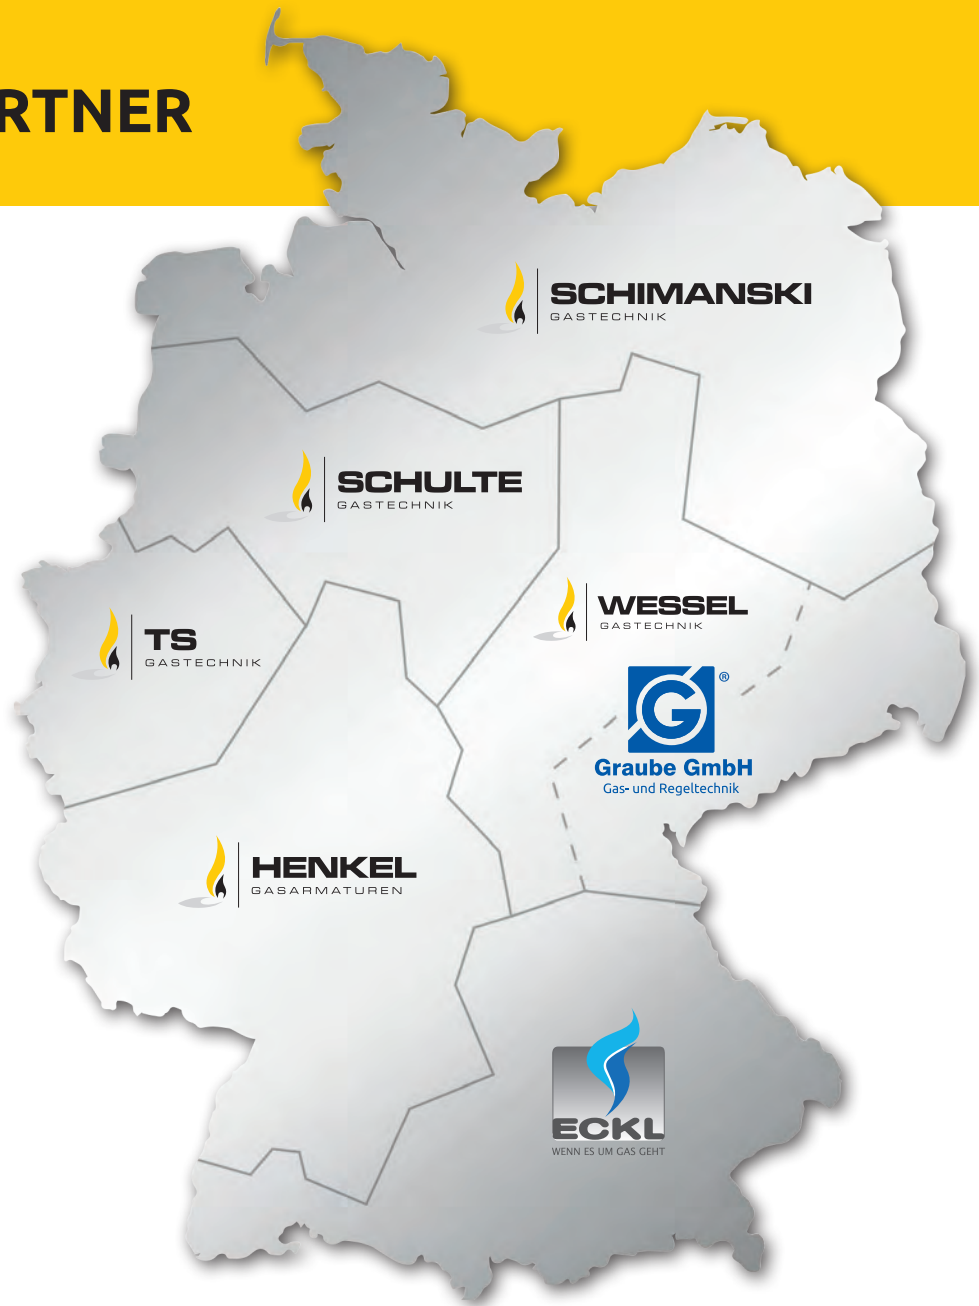 RTNER
SCHIMANSKI
GASTECHNIK
SCHULTE
GASTECHNIK
WESSEL
GASTECHNIK
TS
GASTECHNIK
G ®
Graube GmbH
Gas- und Regeltechnik
HENKEL
GASARMATUREN
ECKL
WENN ES UM GAS GEHT